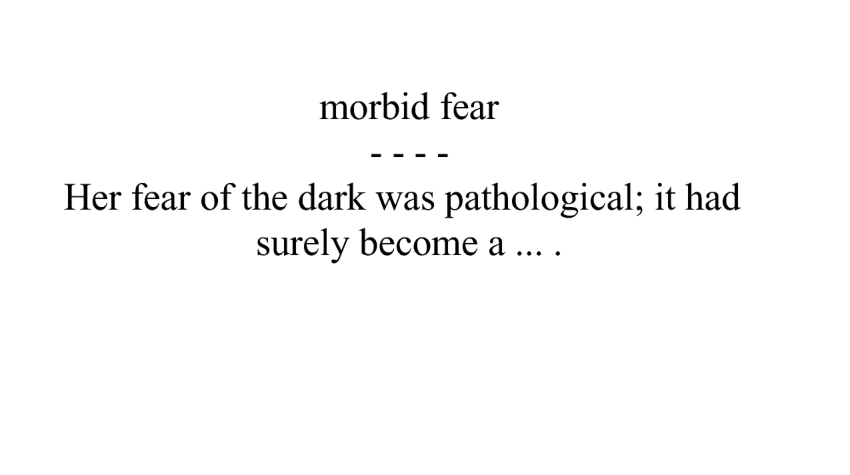 morbid fear
- - - -
Her fear of the dark was pathological; it had
surely become a ... .